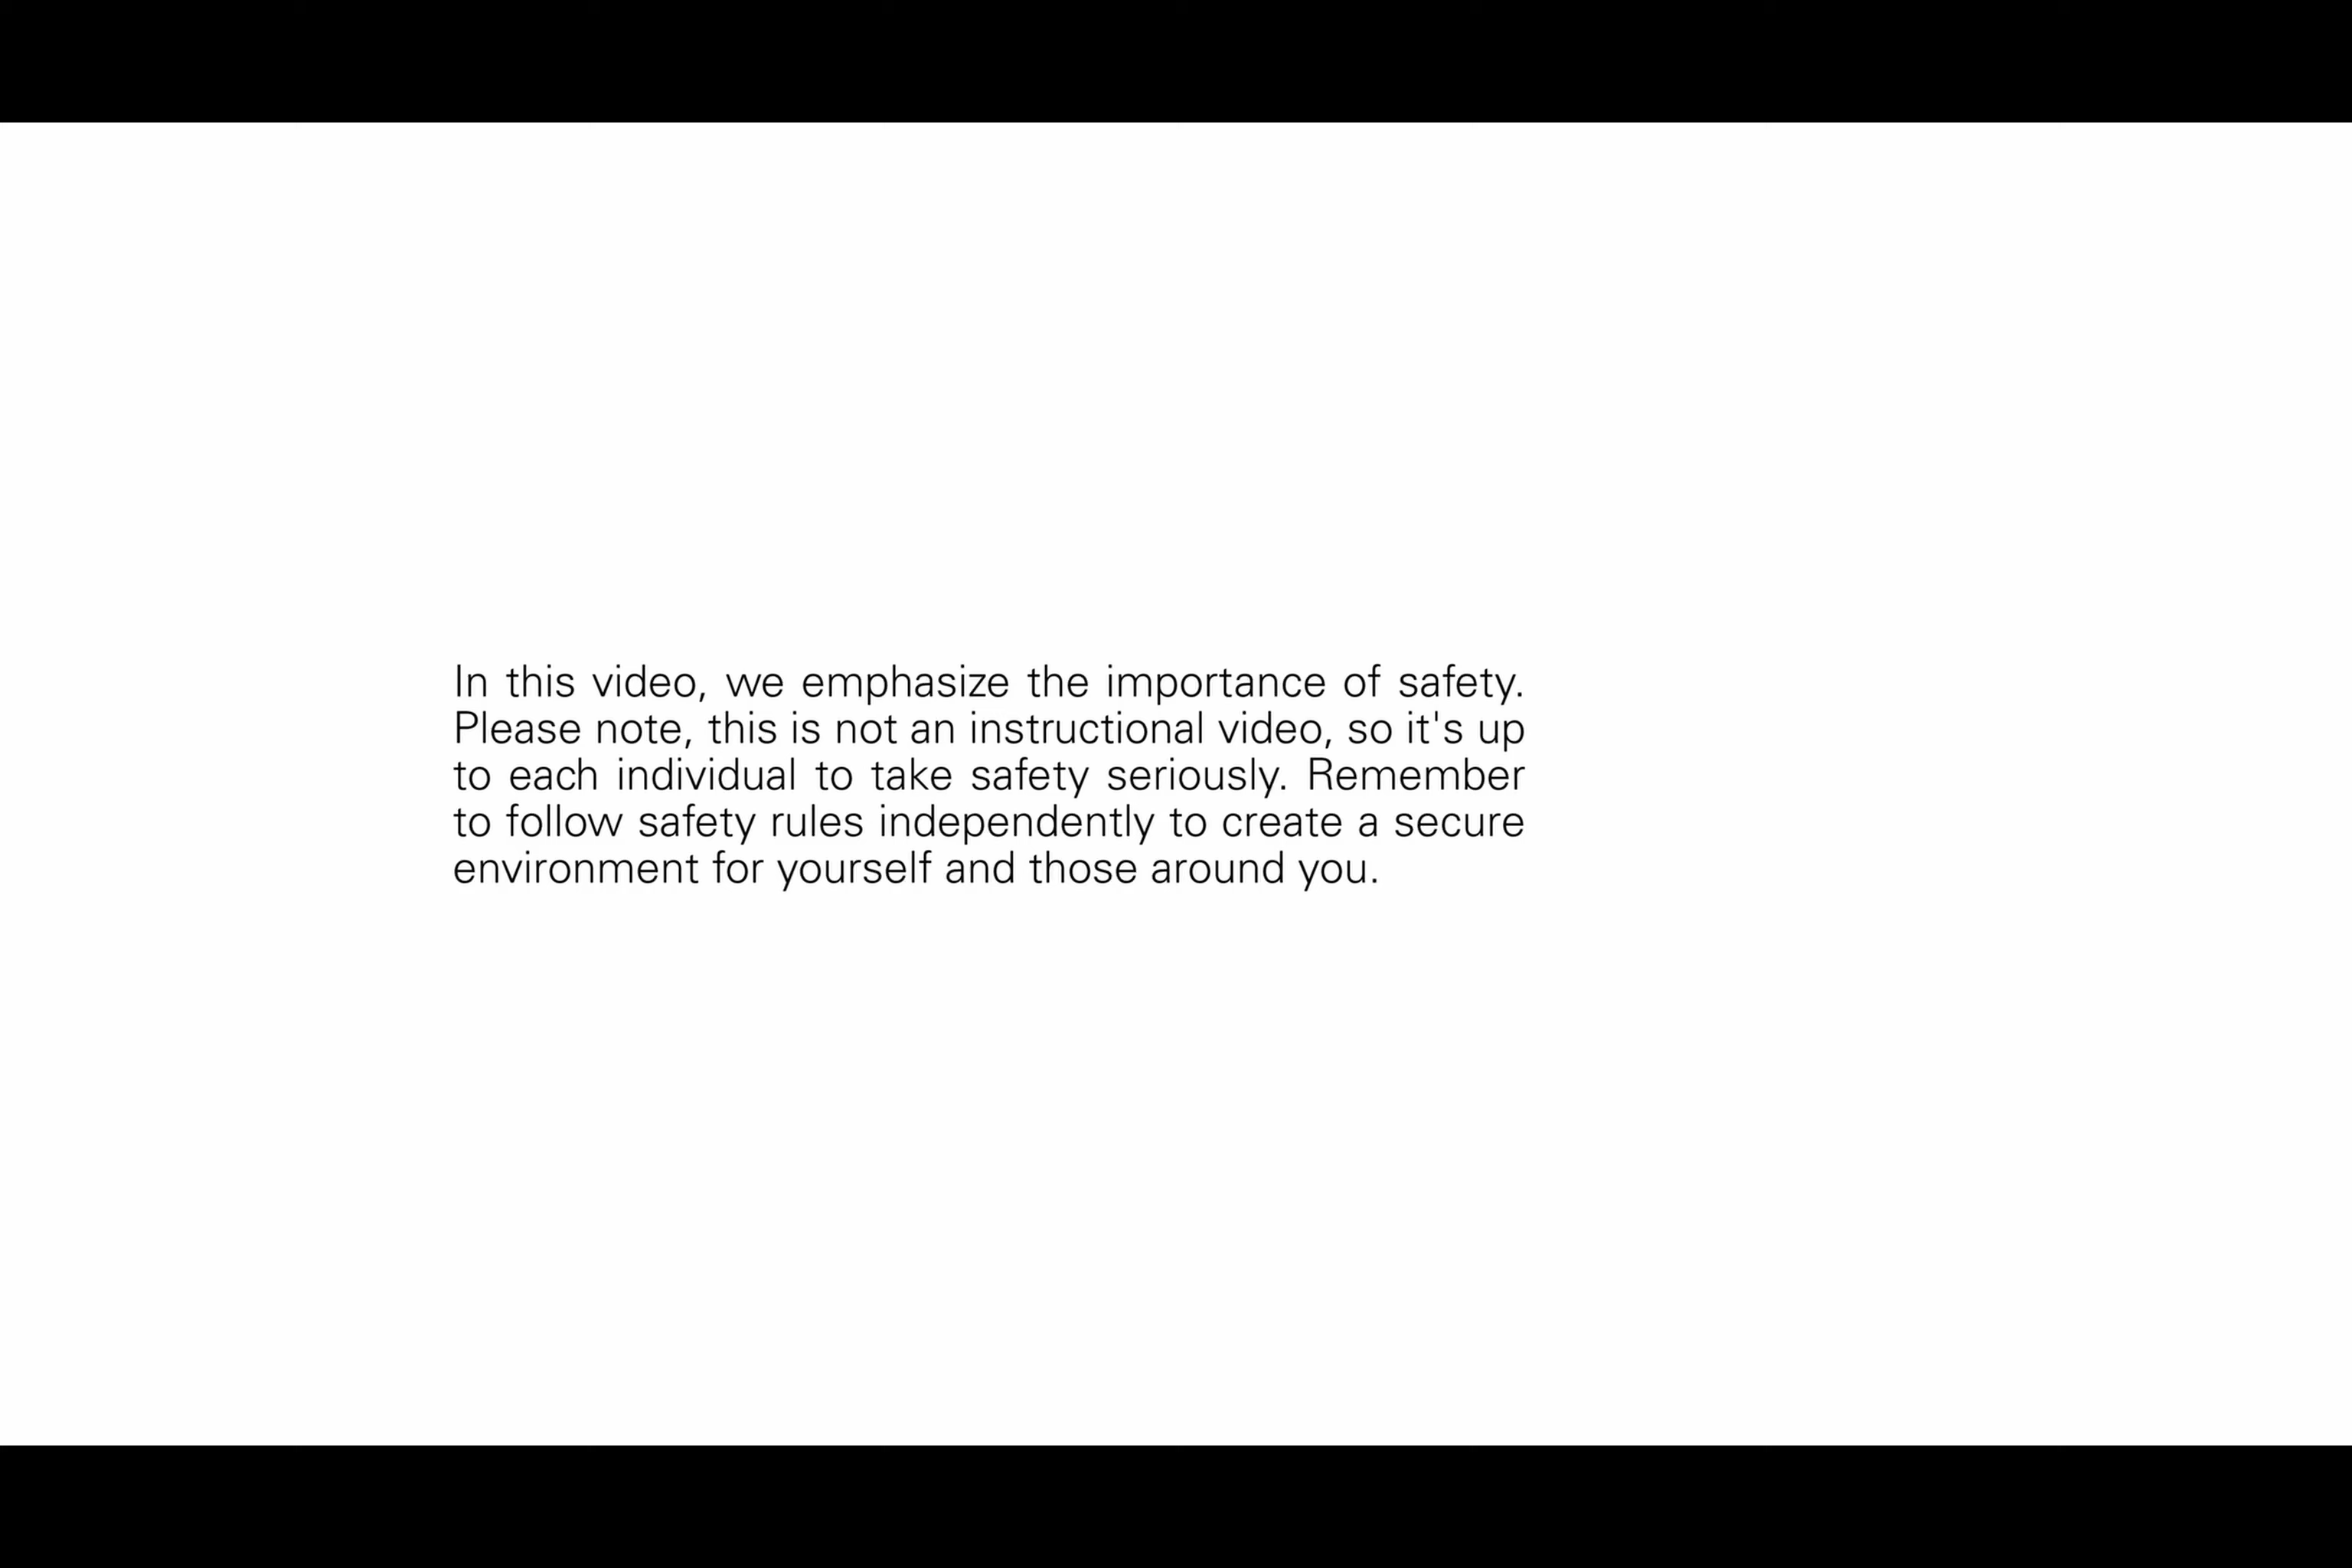 In this video, we emphasize the importance of safety.
Please note, this is not an instructional video, so it's up
to each individual to take safety seriously. Remember
to follow safety rules independently to create a secure
environment for yourself and those around you.